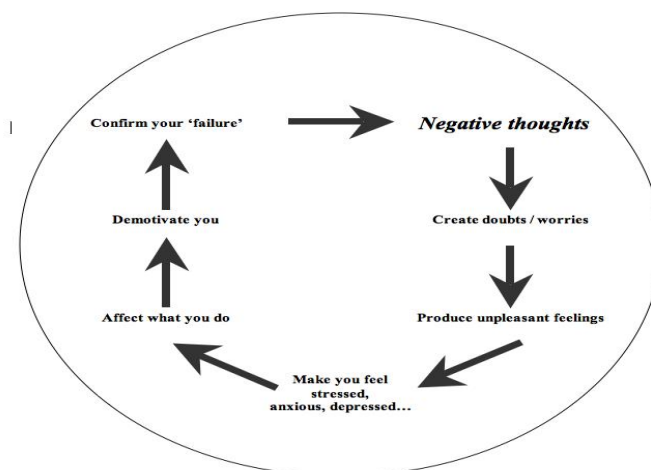 Confirm your ‘failure’
Negative thoughts
Demotivate you
Create doubts / worries
Affect what you do
Produce unpleasant feelings
Make you feel
stressed,
anxious, depressed…